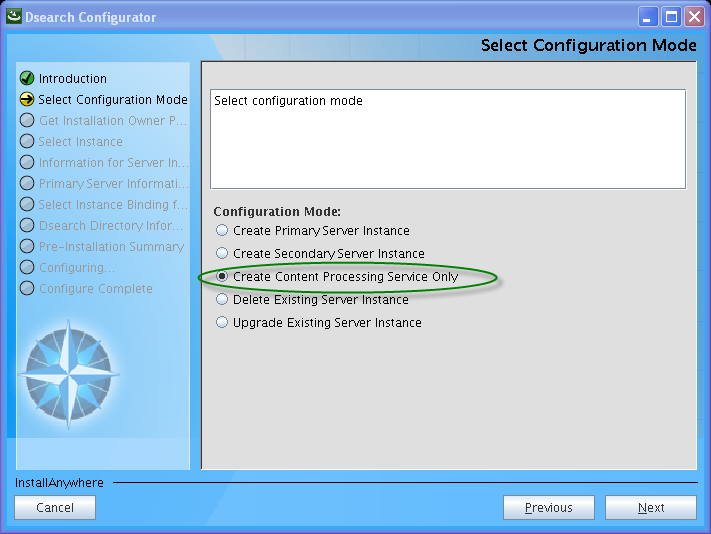 Dsearch Configurator
Select Configuration Mode
Introduction
Select Configuration Mode
Get Installation Owner P...
Select Instance
Information for Server In...
Primary Server Informati...
Select Instance Binding f...
Dsearch Directory Infor...
Pre-Installation Summary
Configuring...
Configure Complete
Select configuration mode
Configuration Mode:
Create Primary Server Instance
Create Secondary Server Instance
Create Content Processing Service Only
Delete Existing Server Instance
Upgrade Existing Server Instance
InstallAnywhere
Cancel
Previous
Next